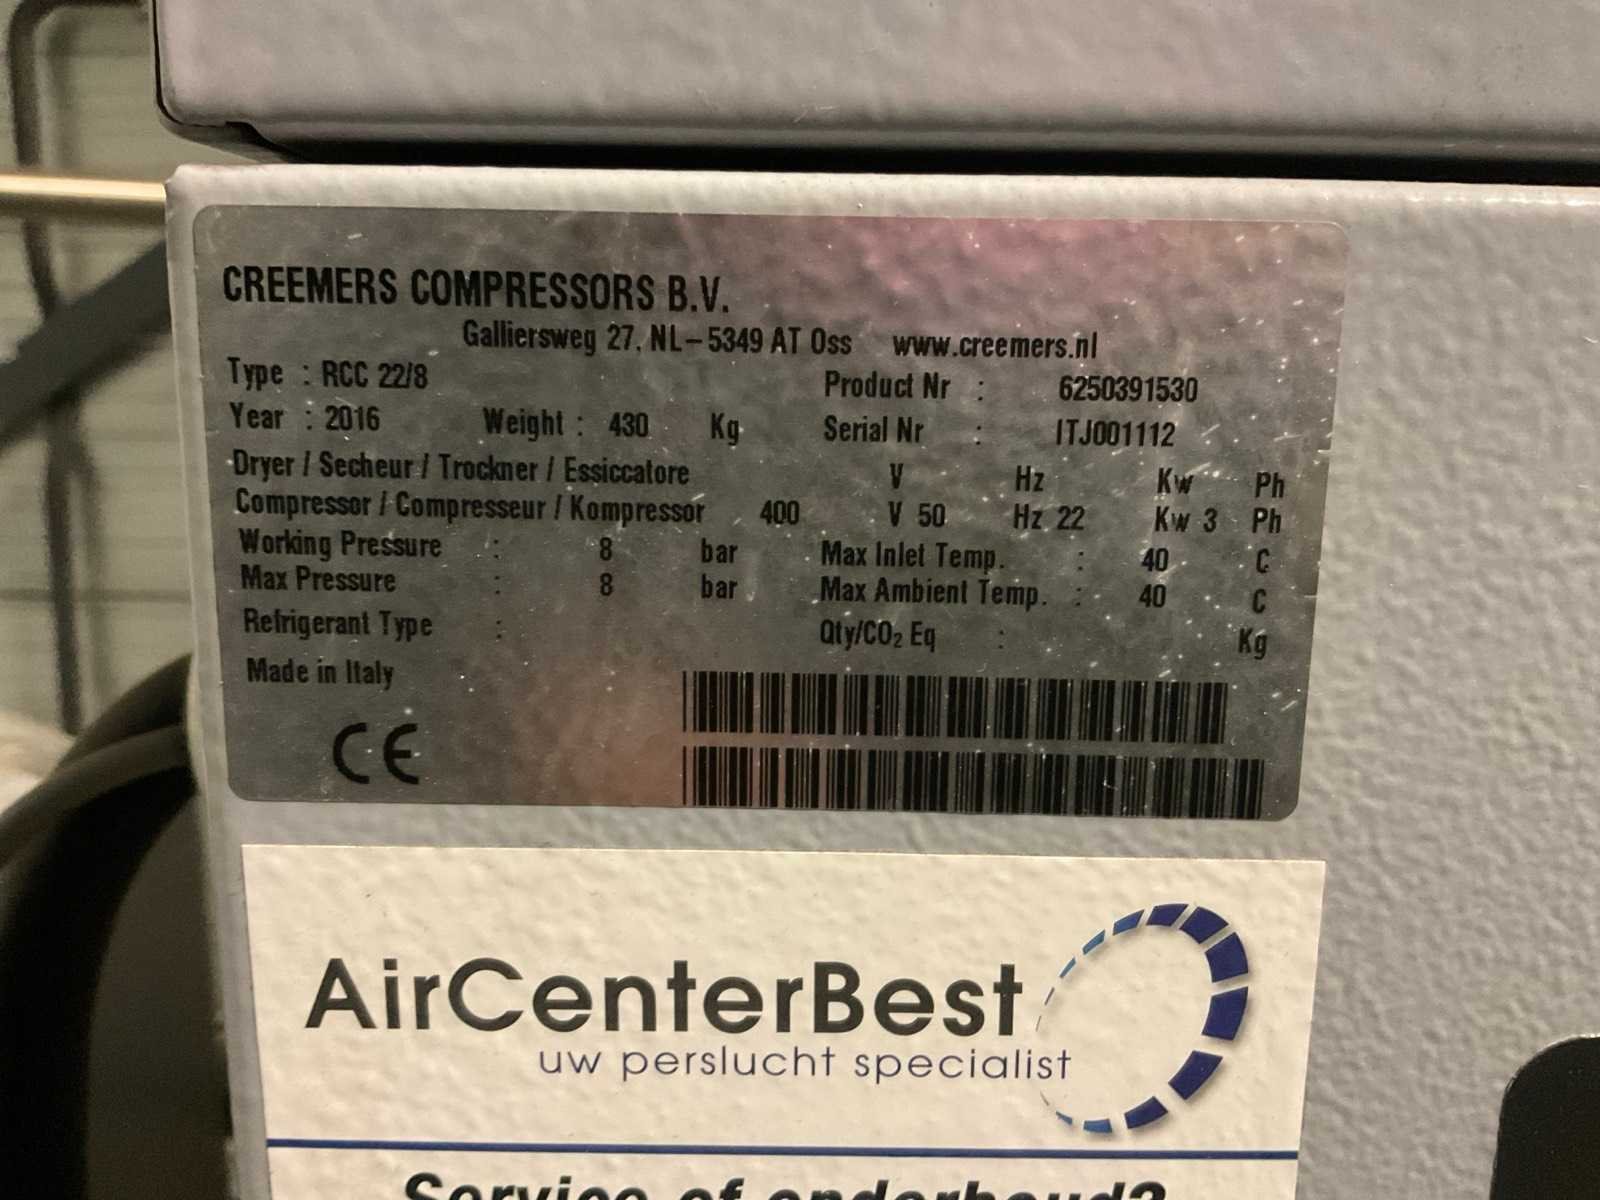 CREEMERS COMPRESSORS B.V.
Galliersweg 27. NL-5349 AT Oss www.creemers.nl
Type : RCC 22/8 Product Nr : 6250391530
Year : 2016 Weight : 430 Kg Serial Nr : ITJ001112
Dryer / Secheur / Trockner / Essiccatore V Hz Kw Ph
Compressor / Compresseur / Kompressor 400 V 50 Hz 22 Kw 3 Ph
Working Pressure : 8 bar Max Inlet Temp. : 40 C
Max Pressure : 8 bar Max Ambient Temp. : 40 C
Refrigerant Type : Qty/CO₂ Eq : Kg
Made in Italy
CE
AirCenterBest
uw perslucht specialist
Service of onderhoud?